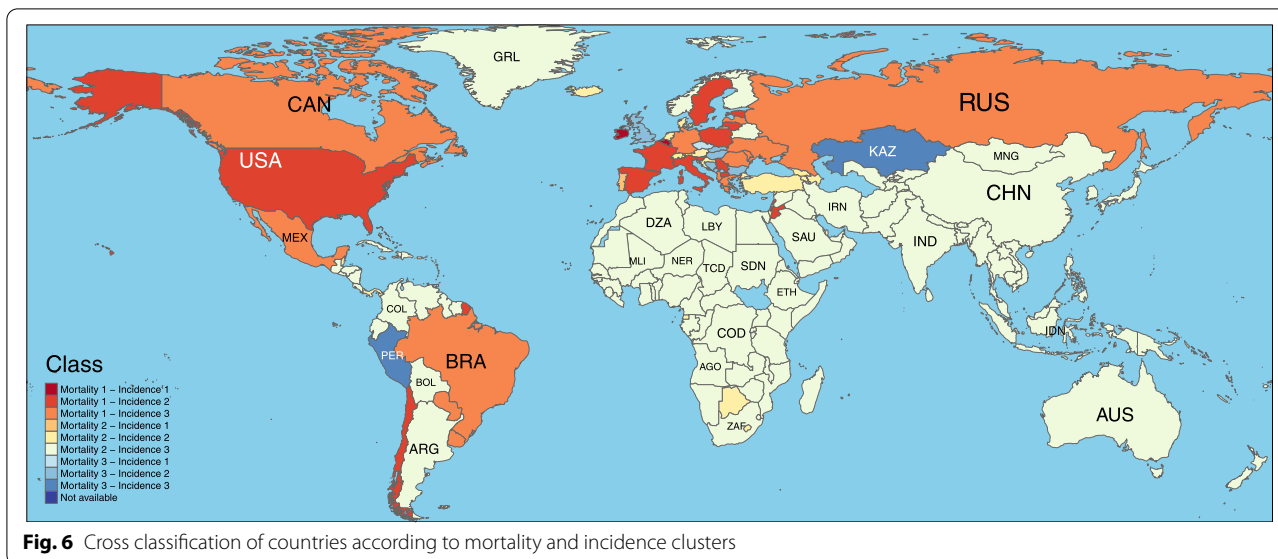 GRL
CAN
RUS
USA
KAZ
MNG
CHN
MEX
DZA
LBY
IRN
SAU
IND
MLI
NER
TCD
SDN
ETH
COL
COD
IDN
PER
BRA
AGO
BOL
ZAF
ARG
AUS
Class
Mortality 1 – Incidence 1
Mortality 1 – Incidence 2
Mortality 1 – Incidence 3
Mortality 2 – Incidence 1
Mortality 2 – Incidence 2
Mortality 2 – Incidence 3
Mortality 3 – Incidence 1
Mortality 3 – Incidence 2
Mortality 3 – Incidence 3
Not available
Fig. 6 Cross classification of countries according to mortality and incidence clusters